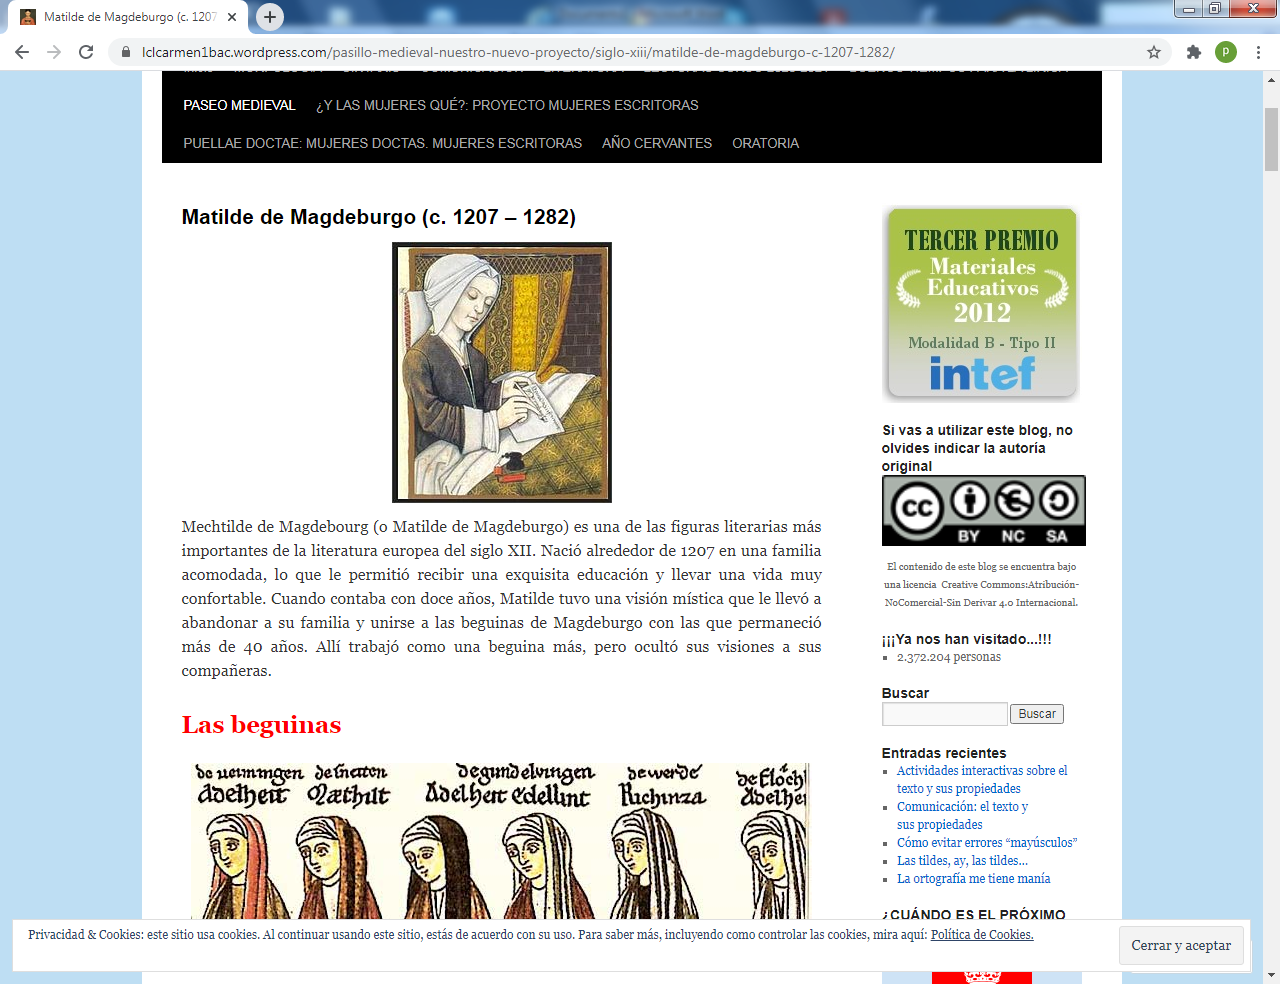 Matilde de Magdeburgo (c. 1207
lclcarmen1bac.wordpress.com/pasillo-medieval-nuestro-nuevo-proyecto/siglo-xiii/matilde-de-magdeburgo-c-1207-1282/
P
PASEO MEDIEVAL ¿Y LAS MUJERES QUÉ?: PROYECTO MUJERES ESCRITORAS
PUELLAE DOCTAE: MUJERES DOCTAS. MUJERES ESCRITORAS AÑO CERVANTES ORATORIA
Matilde de Magdeburgo (c. 1207 – 1282)
Mechtilde de Magdebourg (o Matilde de Magdeburgo) es una de las figuras literarias más
importantes de la literatura europea del siglo XII. Nació alrededor de 1207 en una familia
acomodada, lo que le permitió recibir una exquisita educación y llevar una vida muy
confortable. Cuando contaba con doce años, Matilde tuvo una visión mística que le llevó a
abandonar a su familia y unirse a las beguinas de Magdeburgo con las que permaneció
más de 40 años. Allí trabajó como una beguina más, pero ocultó sus visiones a sus
compañeras.
Las beguinas
Adelheit Adelheit Edellint Ruchinza
TERCER PREMIO
Materiales
Educativos
2012
Modalidad B - Tipo II
intef
Si vas a utilizar este blog, no
olvides indicar la autoría
original
CC
BY NC SA
El contenido de este blog se encuentra bajo
una licencia Creative Commons:Atribución-
NoComercial-Sin Derivar 4.0 Internacional.
¡¡¡Ya nos han visitado...!!!
2.372.204 personas
Buscar
Buscar
Entradas recientes
Actividades interactivas sobre el
texto y sus propiedades
Comunicación: el texto y
sus propiedades
Cómo evitar errores “mayúsculos”
Las tildes, ay, las tildes…
La ortografía me tiene manía
¿CUÁNDO ES EL PRÓXIMO
Privacidad & Cookies: este sitio usa cookies. Al continuar usando este sitio, estás de acuerdo con su uso. Para saber más, incluyendo como controlar las cookies, mira aquí: Política de Cookies.
Cerrar y aceptar